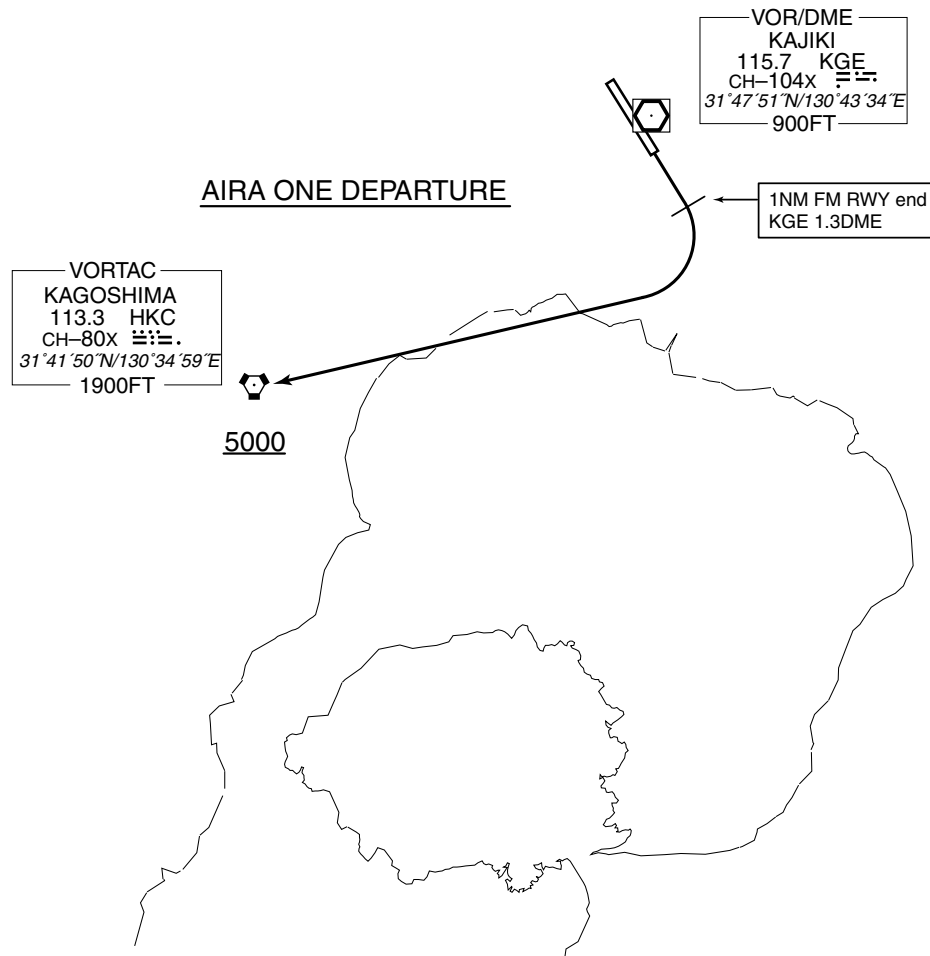 VOR/DME
KAJIKI
115.7 KGE
CH–104X
31°47´51˝N/130°43´34˝E
900FT
AIRA ONE DEPARTURE
1NM FM RWY end
KGE 1.3DME
VORTAC
KAGOSHIMA
113.3 HKC
CH–80X
31°41´50˝N/130°34´59˝E
1900FT
5000